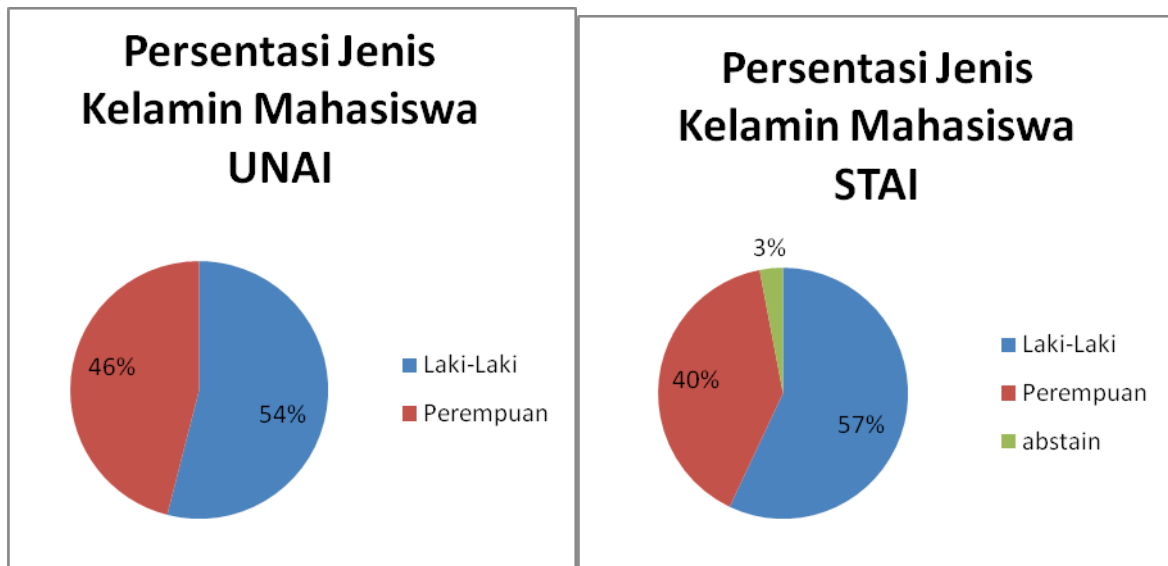 Persentasi Jenis
Kelamin Mahasiswa
UNAI
46%
54%
Laki-Laki
Perempuan
Persentasi Jenis
Kelamin Mahasiswa
STAI
3%
40%
57%
Laki-Laki
Perempuan
abstain